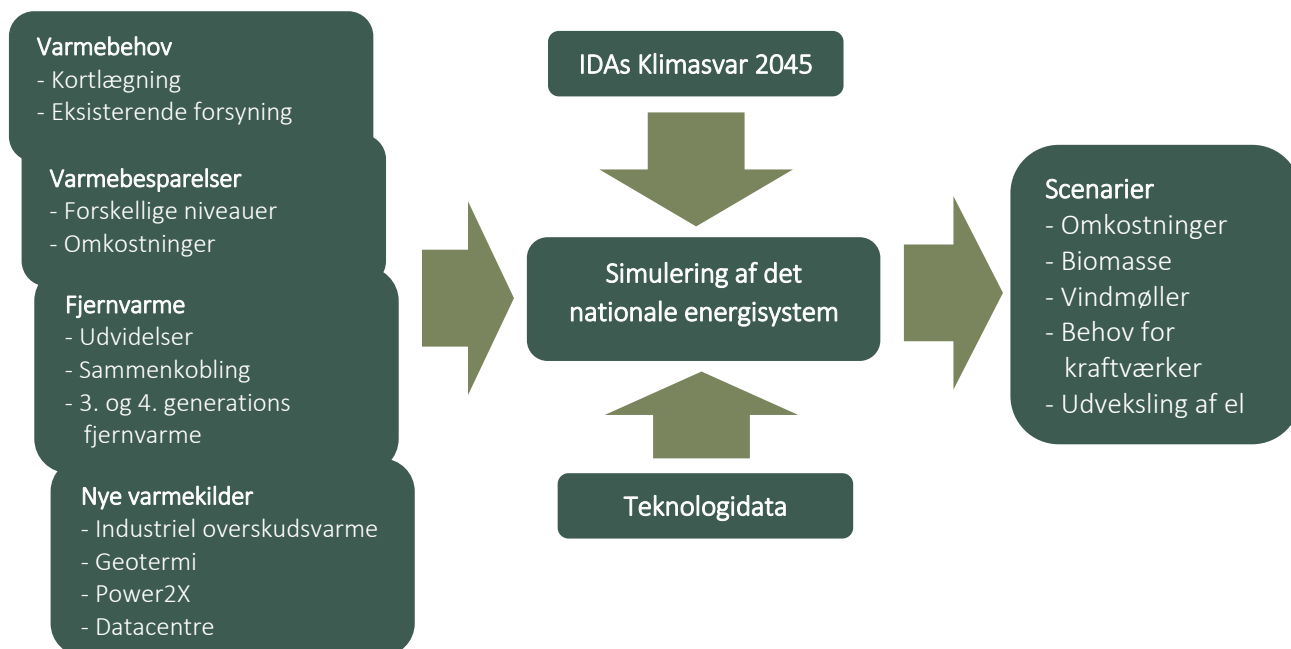 Varmebehov
- Kortlægning
- Eksisterende forsyning
Varmebesparelser
- Forskellige niveauer
- Omkostninger
Fjernvarme
- Udvidelser
- Sammenkobling
- 3. og 4. generations
fjernvarme
Nye varmekilder
- Industriel overskudsvarme
- Geotermi
- Power2X
- Datacentre
IDAs Klimasvar 2045
Simulering af det
nationale energisystem
Teknologidata
Scenarier
- Omkostninger
- Biomasse
- Vindmøller
- Behov for
kraftværker
- Udveksling af el